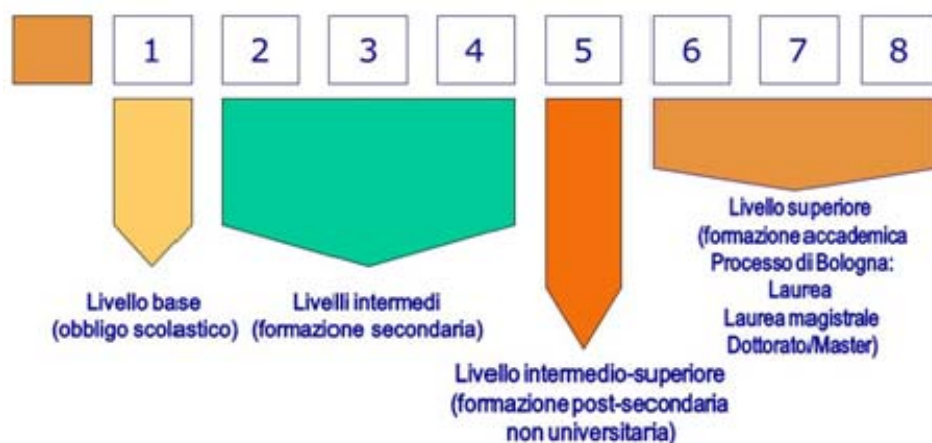 1 2 3 4 5 6 7 8
Livello base
(obbligo scolastico)
Livelli intermedi
(formazione secondaria)
Livello intermedio-superiore
(formazione post-secondaria
non universitaria)
Livello superiore
(formazione accademica
Processo di Bologna:
Laurea
Laurea magistrale
Dottorato/Master)